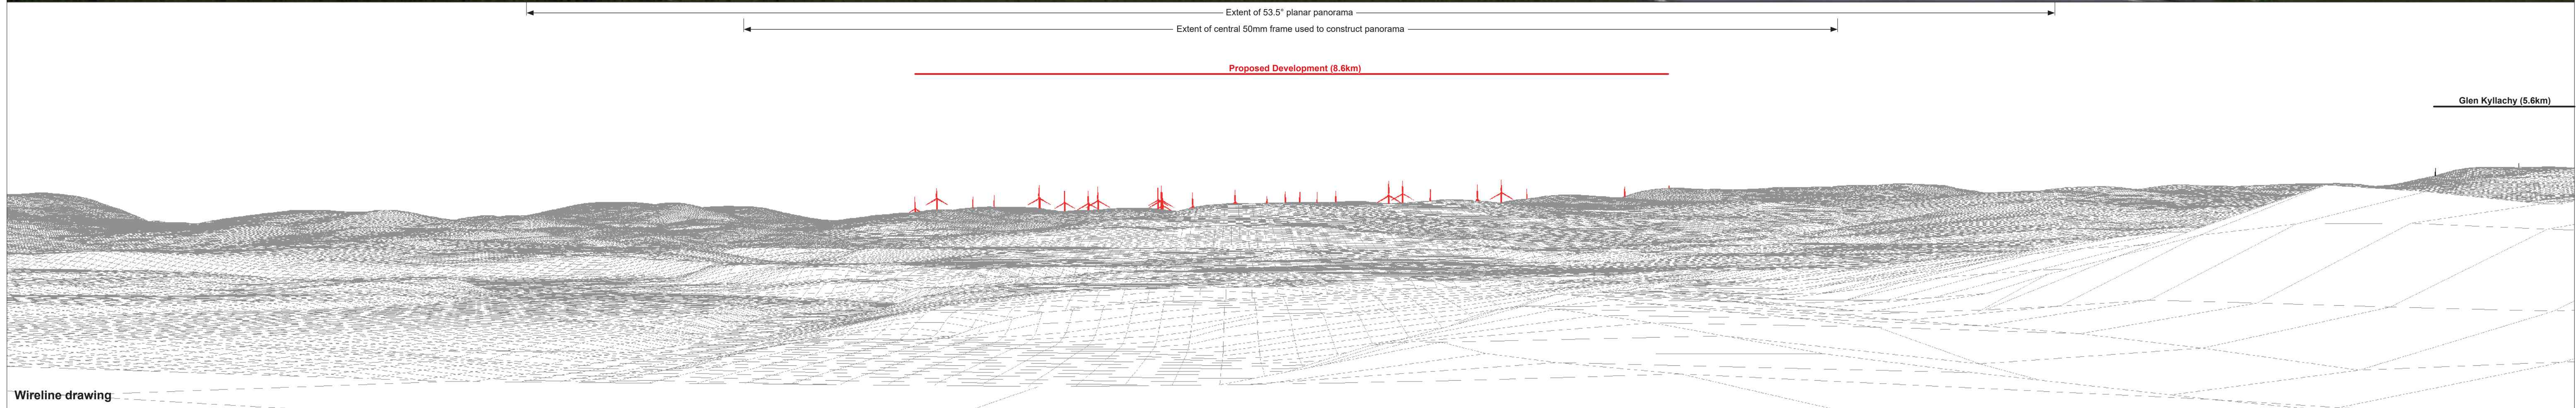 Extent of 53.5° planar panorama
Extent of central 50mm frame used to construct panorama
Proposed Development (8.6km)
Glen Kyllachy (5.6km)
Wireline drawing